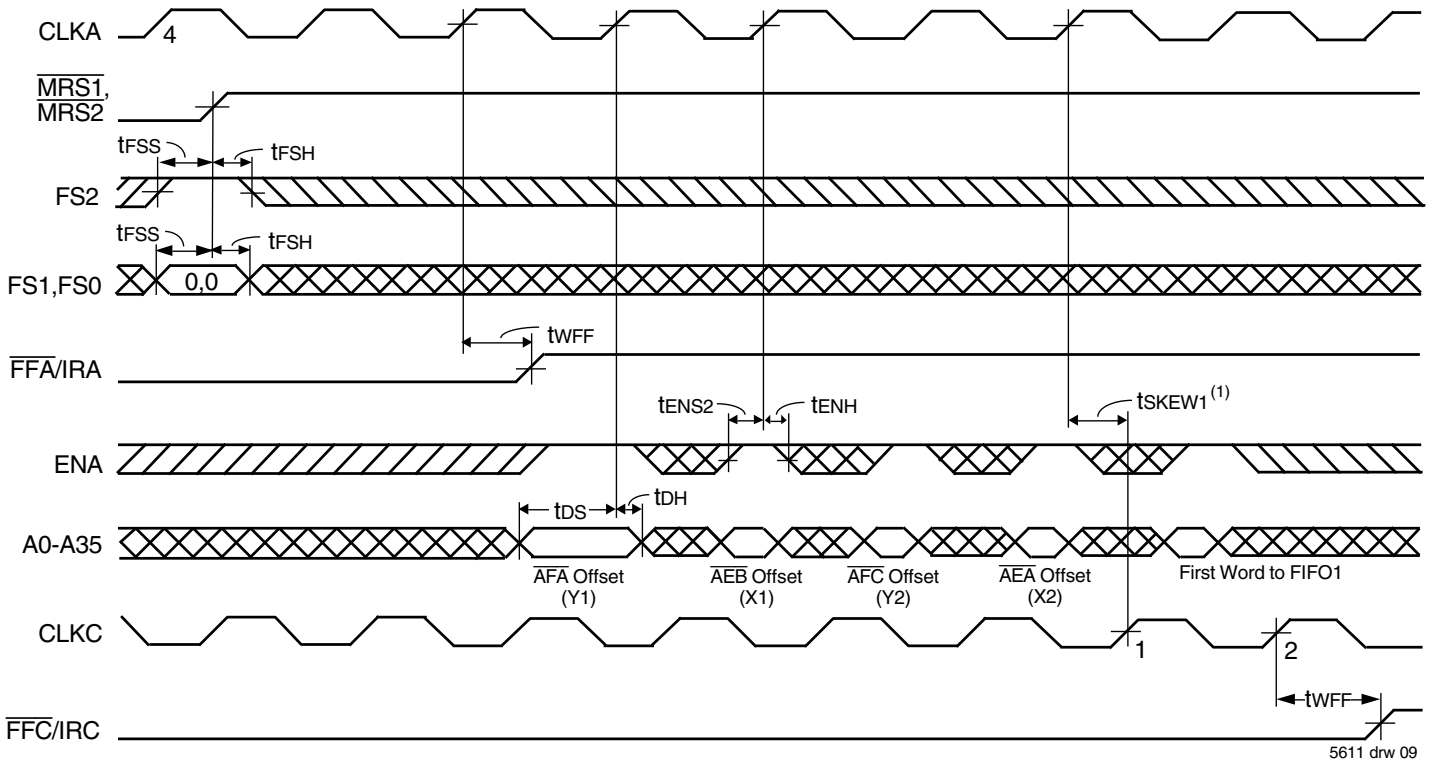 CLKA
4
MRS1,
MRS2
tFSS
tFSH
FS2
tFSS
tFSH
FS1,FS0
0,0
tWFF
FFA/IRA
tENS2
tENH
tSKEW1(1)
ENA
tDS
tDH
A0-A35
AFA Offset
(Y1)
AEB Offset
(X1)
AFC Offset
(Y2)
AEA Offset
(X2)
First Word to FIFO1
CLKC
1
2
tWFF
FFC/IRC
5611 drw 09